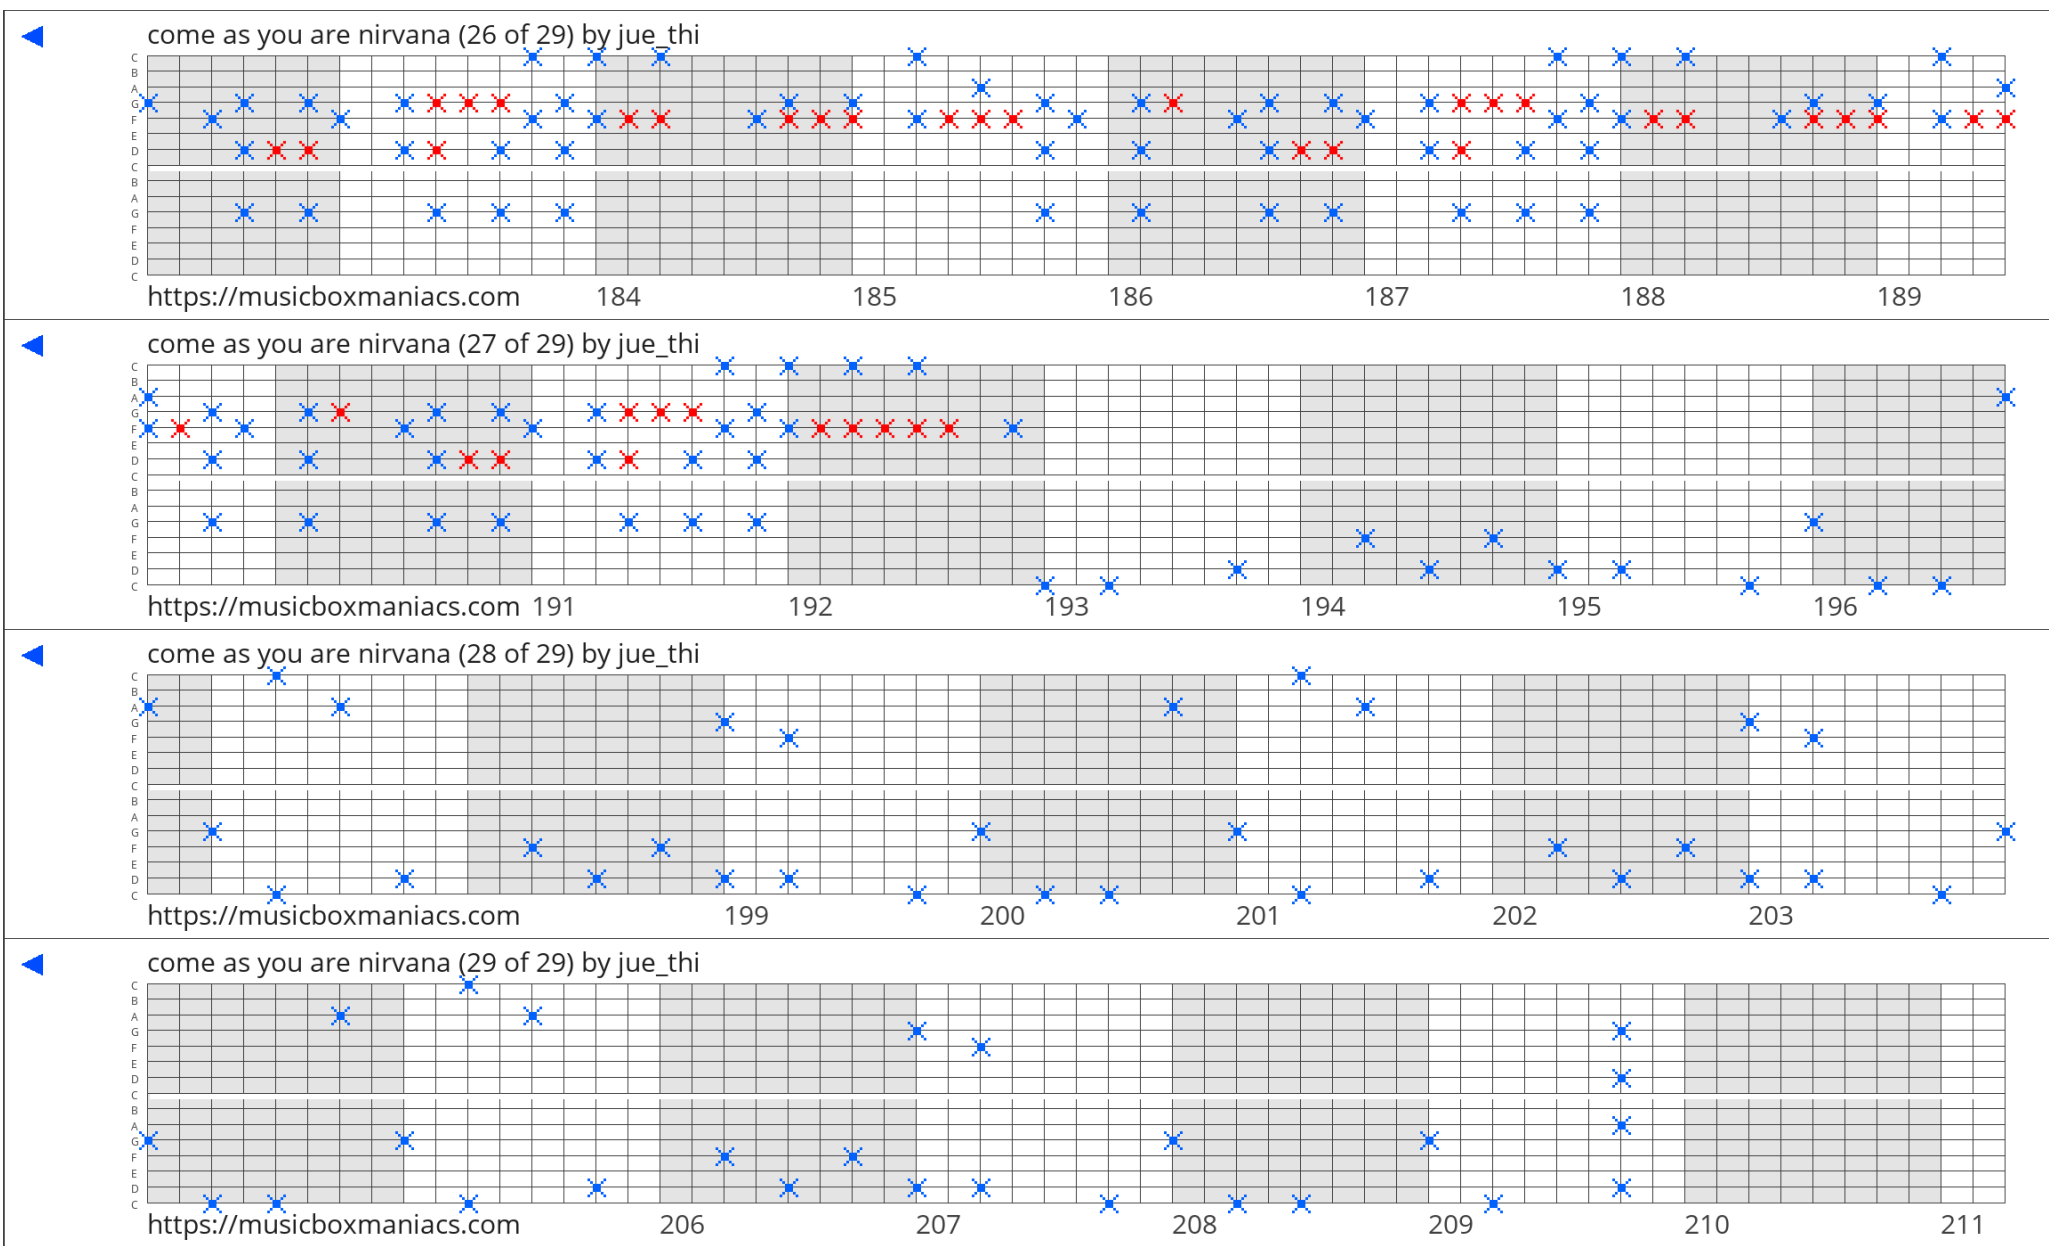 come as you are nirvana (26 of 29) by jue_thi
C
B
A
G
F
E
D
C
B
A
G
F
E
D
C
https://musicboxmaniacs.com 184 185 186 187 188 189
come as you are nirvana (27 of 29) by jue_thi
C
B
A
G
F
E
D
C
B
A
G
F
E
D
C
https://musicboxmaniacs.com 191 192 193 194 195 196
come as you are nirvana (28 of 29) by jue_thi
C
B
A
G
F
E
D
C
B
A
G
F
E
D
C
https://musicboxmaniacs.com 199 200 201 202 203
come as you are nirvana (29 of 29) by jue_thi
C
B
A
G
F
E
D
C
B
A
G
F
E
D
C
https://musicboxmaniacs.com 206 207 208 209 210 211